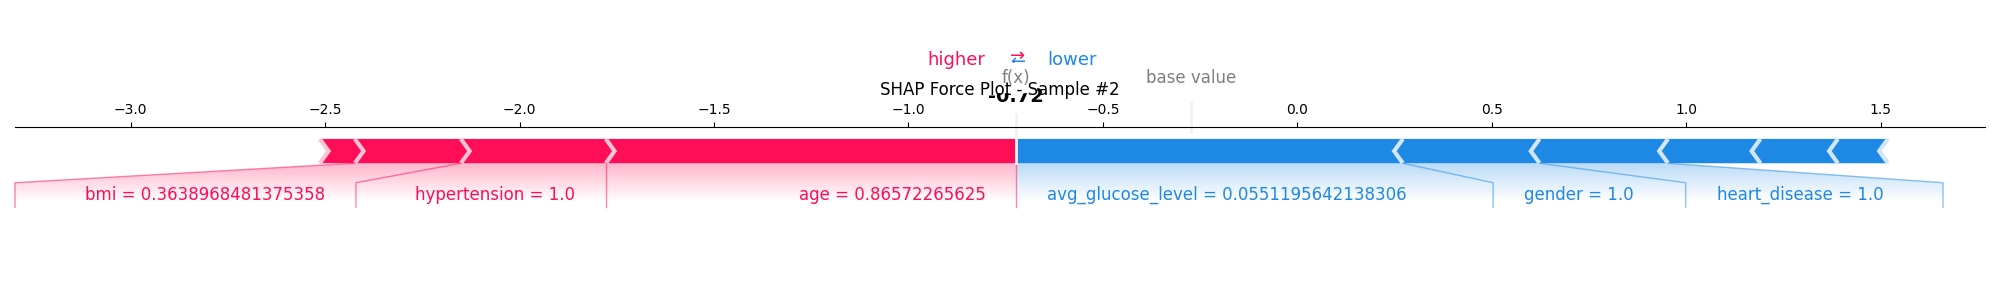 higher ⇄ lower
f(x) base value
SHAP Force Plot - Sample #2
-0.72
−3.0 −2.5 −2.0 −1.5 −1.0 −0.5 0.0 0.5 1.0 1.5
bmi = 0.3638968481375358 hypertension = 1.0 age = 0.86572265625 avg_glucose_level = 0.0551195642138306 gender = 1.0 heart_disease = 1.0